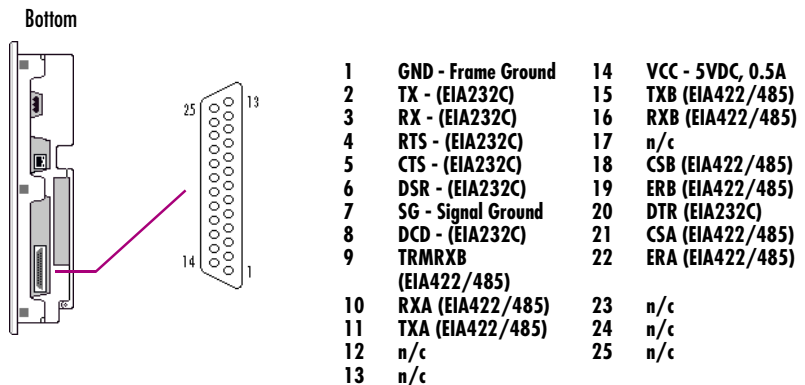 Bottom
25
13
14
1
1 GND - Frame Ground
2 TX - (EIA232C)
3 RX - (EIA232C)
4 RTS - (EIA232C)
5 CTS - (EIA232C)
6 DSR - (EIA232C)
7 SG - Signal Ground
8 DCD - (EIA232C)
9 TRMRXB
(EIA422/485)
10 RXA (EIA422/485)
11 TXA (EIA422/485)
12 n/c
13 n/c
14 VCC - 5VDC, 0.5A
15 TXB (EIA422/485)
16 RXB (EIA422/485)
17 n/c
18 CSB (EIA422/485)
19 ERB (EIA422/485)
20 DTR (EIA232C)
21 CSA (EIA422/485)
22 ERA (EIA422/485)
23 n/c
24 n/c
25 n/c